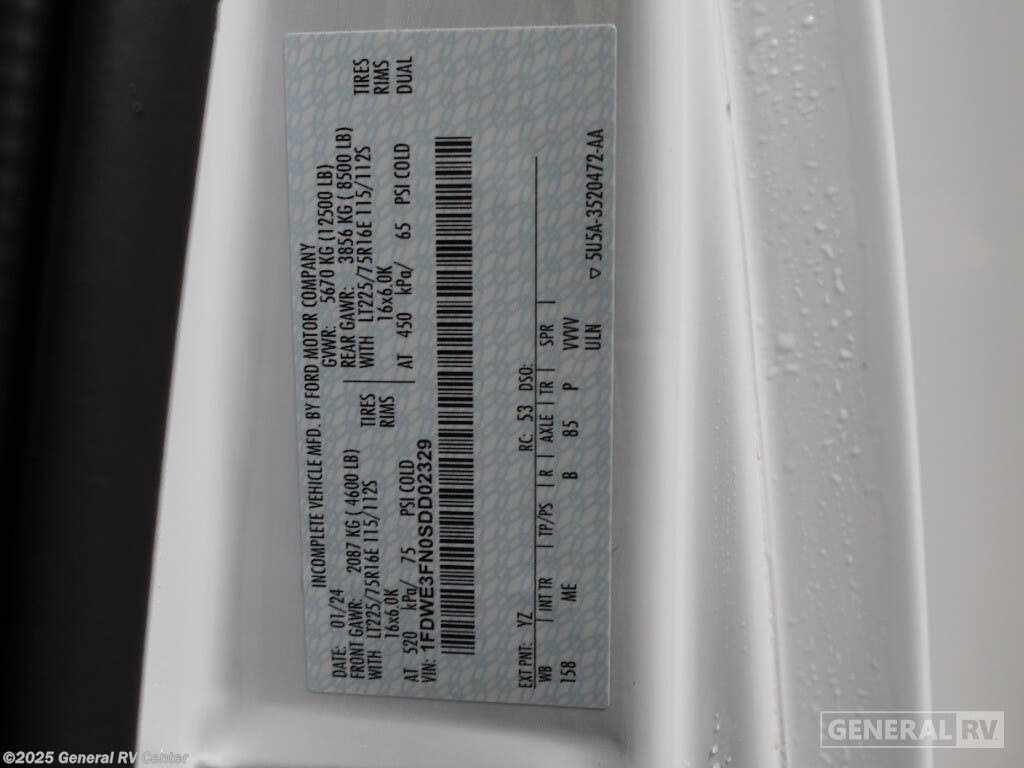 INCOMPLETE VEHICLE MFD. BY FORD MOTOR COMPANY
DATE: 01/24 GVWR: 5670 KG (12500 LB)
FRONT GAWR: 2087 KG ( 4600 LB) REAR GAWR: 3856 KG ( 8500 LB)
WITH LT225/75R16E 115/112S TIRES WITH LT225/75R16E 115/112S TIRES
16x6.0K RIMS 16x6.0K RIMS
AT 520 kPa/ 75 PSI COLD AT 450 kPa/ 65 PSI COLD DUAL
VIN: 1FDWE3FN0SDD02329
EXT PNT: YZ RC: 53 DSO:
WB | INT TR | TP/PS | R | AXLE | TR | SPR |
158 ME B 85 P VVVV
ULN
▽ 5U5A-3520472-AA
GENERAL RV
©2025 General RV Center